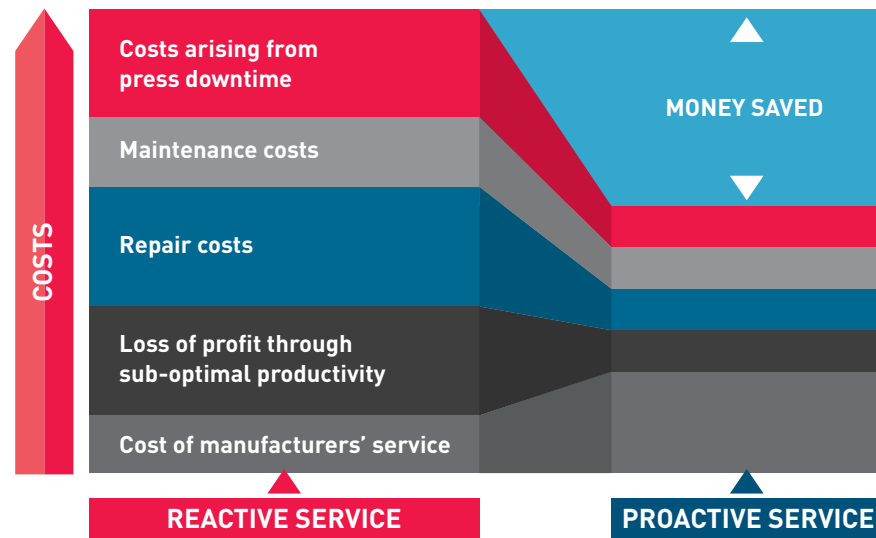 COSTS
Costs arising from
press downtime
MONEY SAVED
Maintenance costs
Repair costs
Loss of profit through
sub-optimal productivity
Cost of manufacturers’ service
REACTIVE SERVICE
PROACTIVE SERVICE